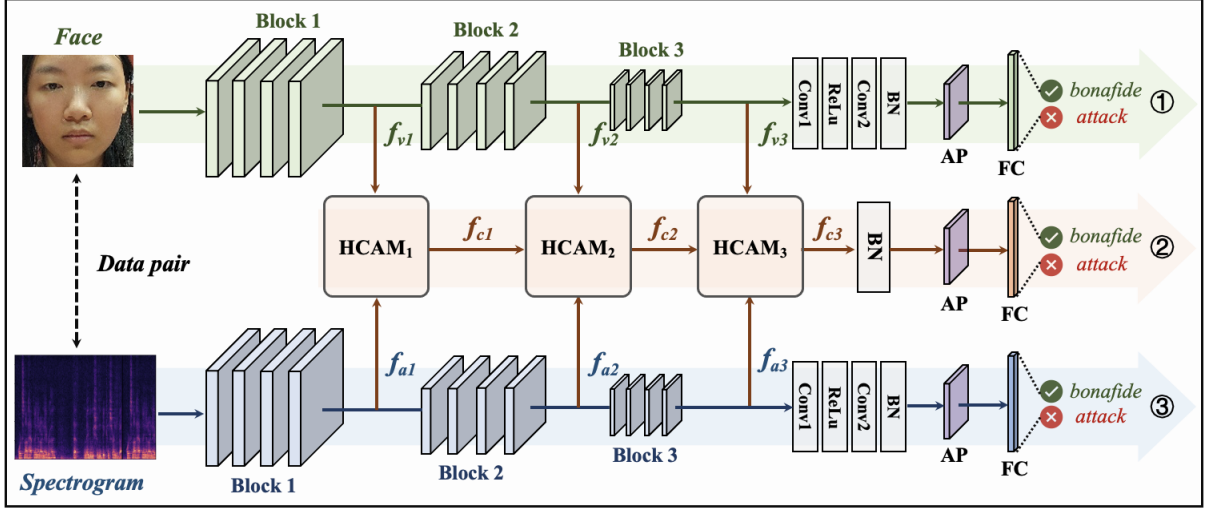 Face
Block 1
Block 2
Block 3
Conv1
ReLu
Conv2
BN
AP
FC
bonafide
attack
①
fv1
fv2
fv3
Data pair
HCAM1
fc1
HCAM2
fc2
HCAM3
fc3
BN
AP
FC
bonafide
attack
②
fa1
fa2
fa3
Spectrogram
Block 1
Block 2
Block 3
Conv1
ReLu
Conv2
BN
AP
FC
bonafide
attack
③